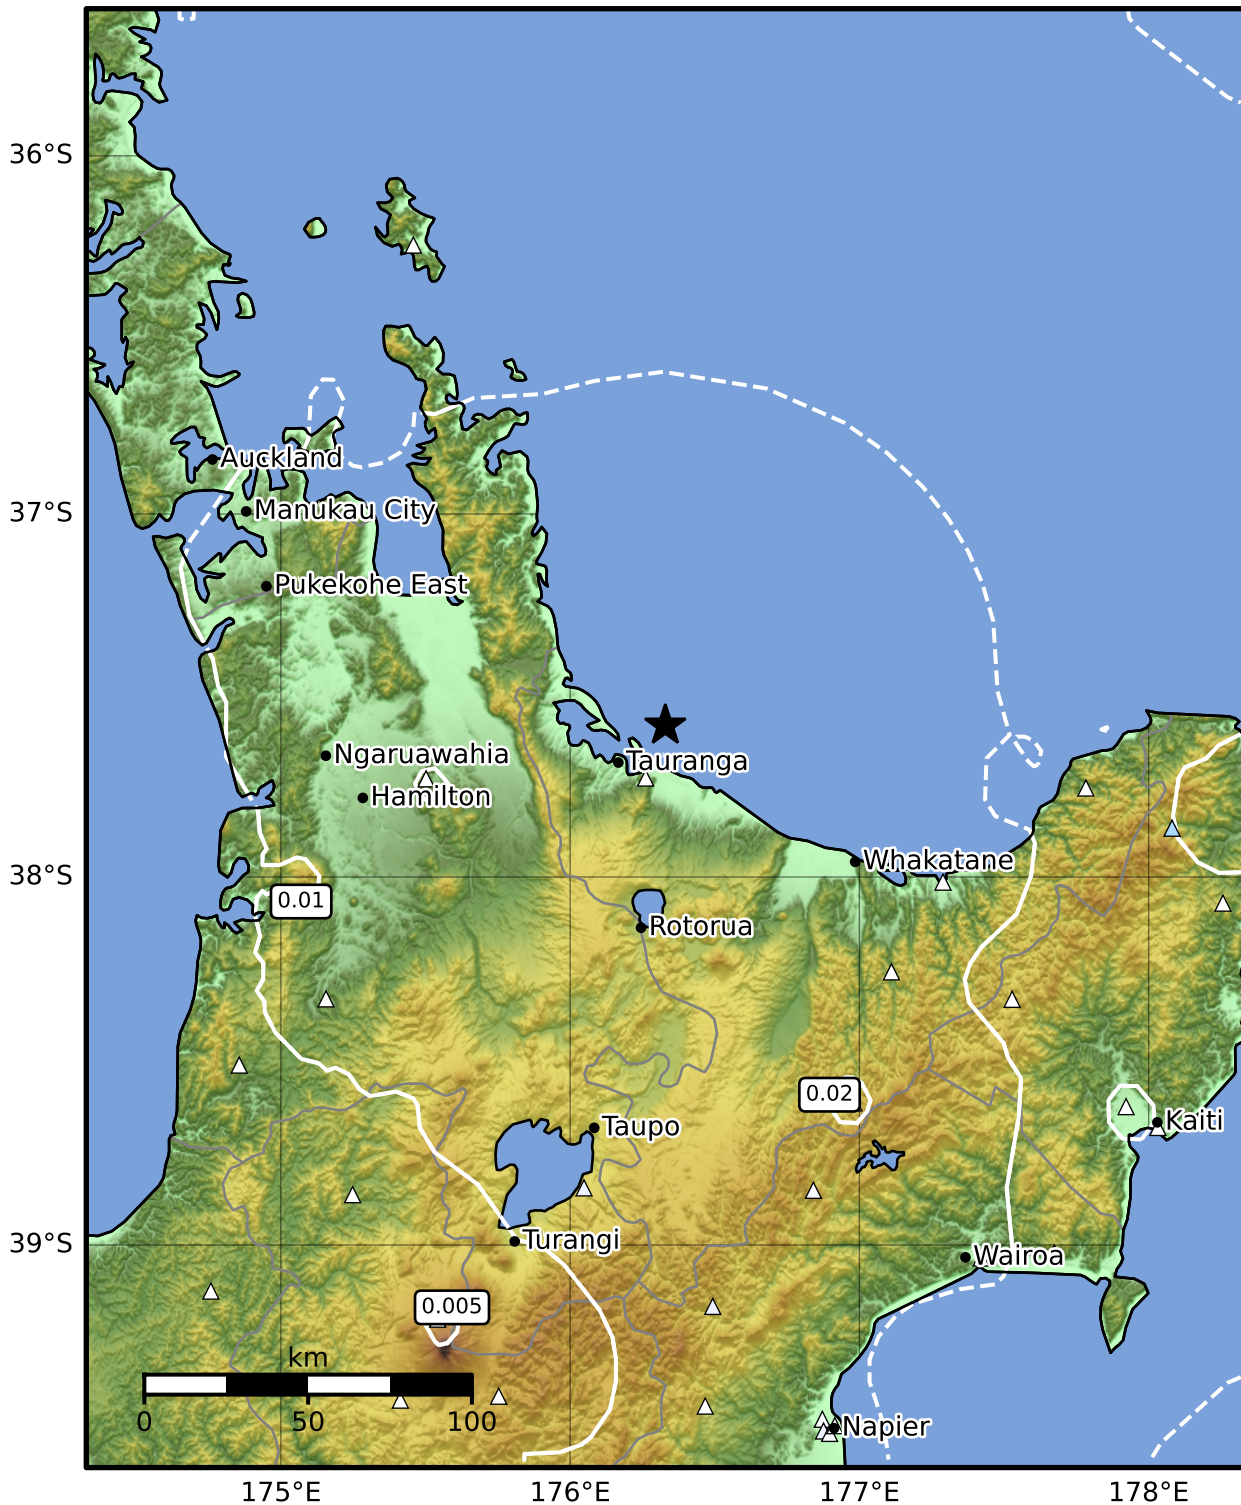 36°S
Auckland
37°S
Manukau City
Pukekohe East
Ngaruawahia
Tauranga
Hamilton
38°S
Whakatane
0.01
Rotorua
0.02
Kaiti
Taupo
39°S
Turangi
Wairoa
0.005
km
0 50 100
Napier
175°E 176°E 177°E 178°E